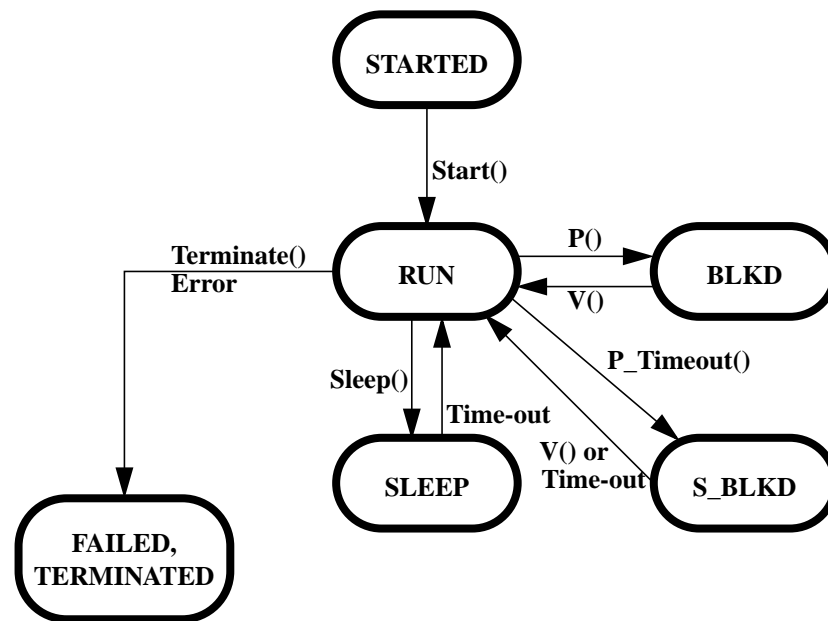 STARTED
Start()
Terminate()
Error
RUN
P()
V()
BLKD
Sleep()
Time-out
P_Timeout()
V() or
Time-out
SLEEP
S_BLKD
FAILED,
TERMINATED